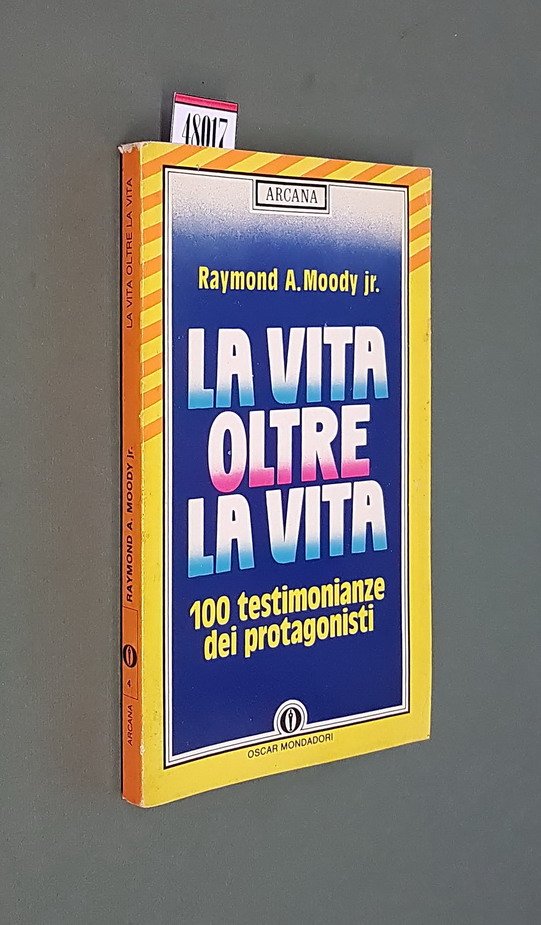 48017
ARCANA
Raymond A. Moody jr.
LA VITA
OLTRE
LA VITA
100 testimonianze
dei protagonisti
OSCAR MONDADORI
LA VITA OLTRE LA VITA
RAYMOND A. MOODY jr.
4
ARCANA